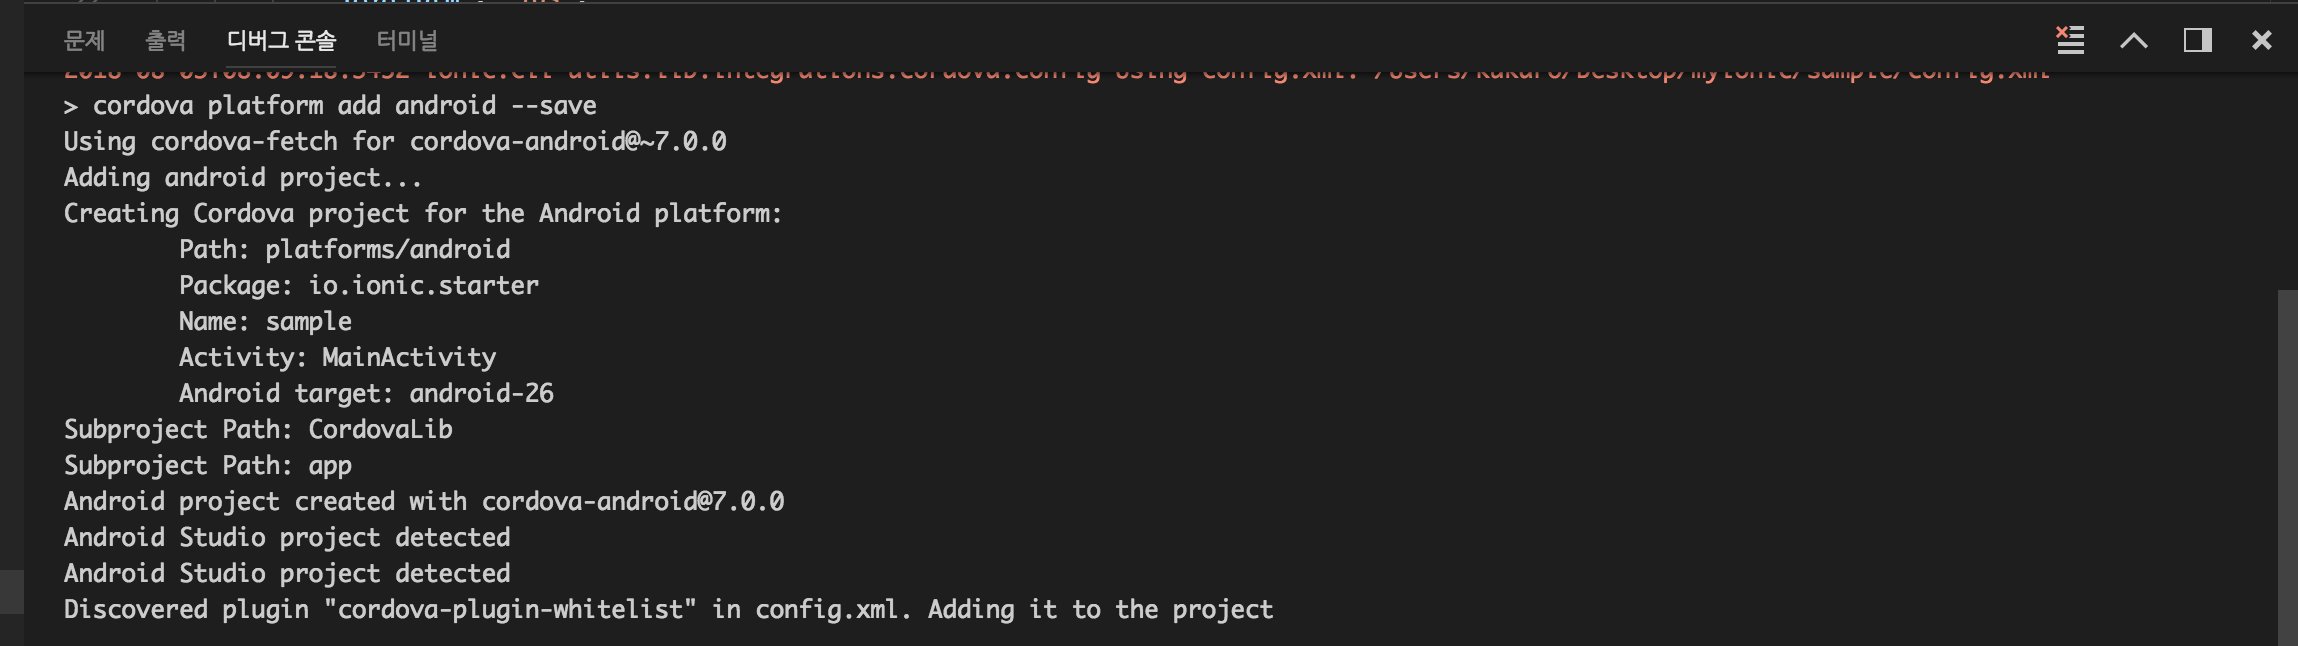 문제 출력 디버그 콘솔 터미널
> cordova platform add android --save
Using cordova-fetch for cordova-android@~7.0.0
Adding android project...
Creating Cordova project for the Android platform:
Path: platforms/android
Package: io.ionic.starter
Name: sample
Activity: MainActivity
Android target: android-26
Subproject Path: CordovaLib
Subproject Path: app
Android project created with cordova-android@7.0.0
Android Studio project detected
Android Studio project detected
Discovered plugin "cordova-plugin-whitelist" in config.xml. Adding it to the project